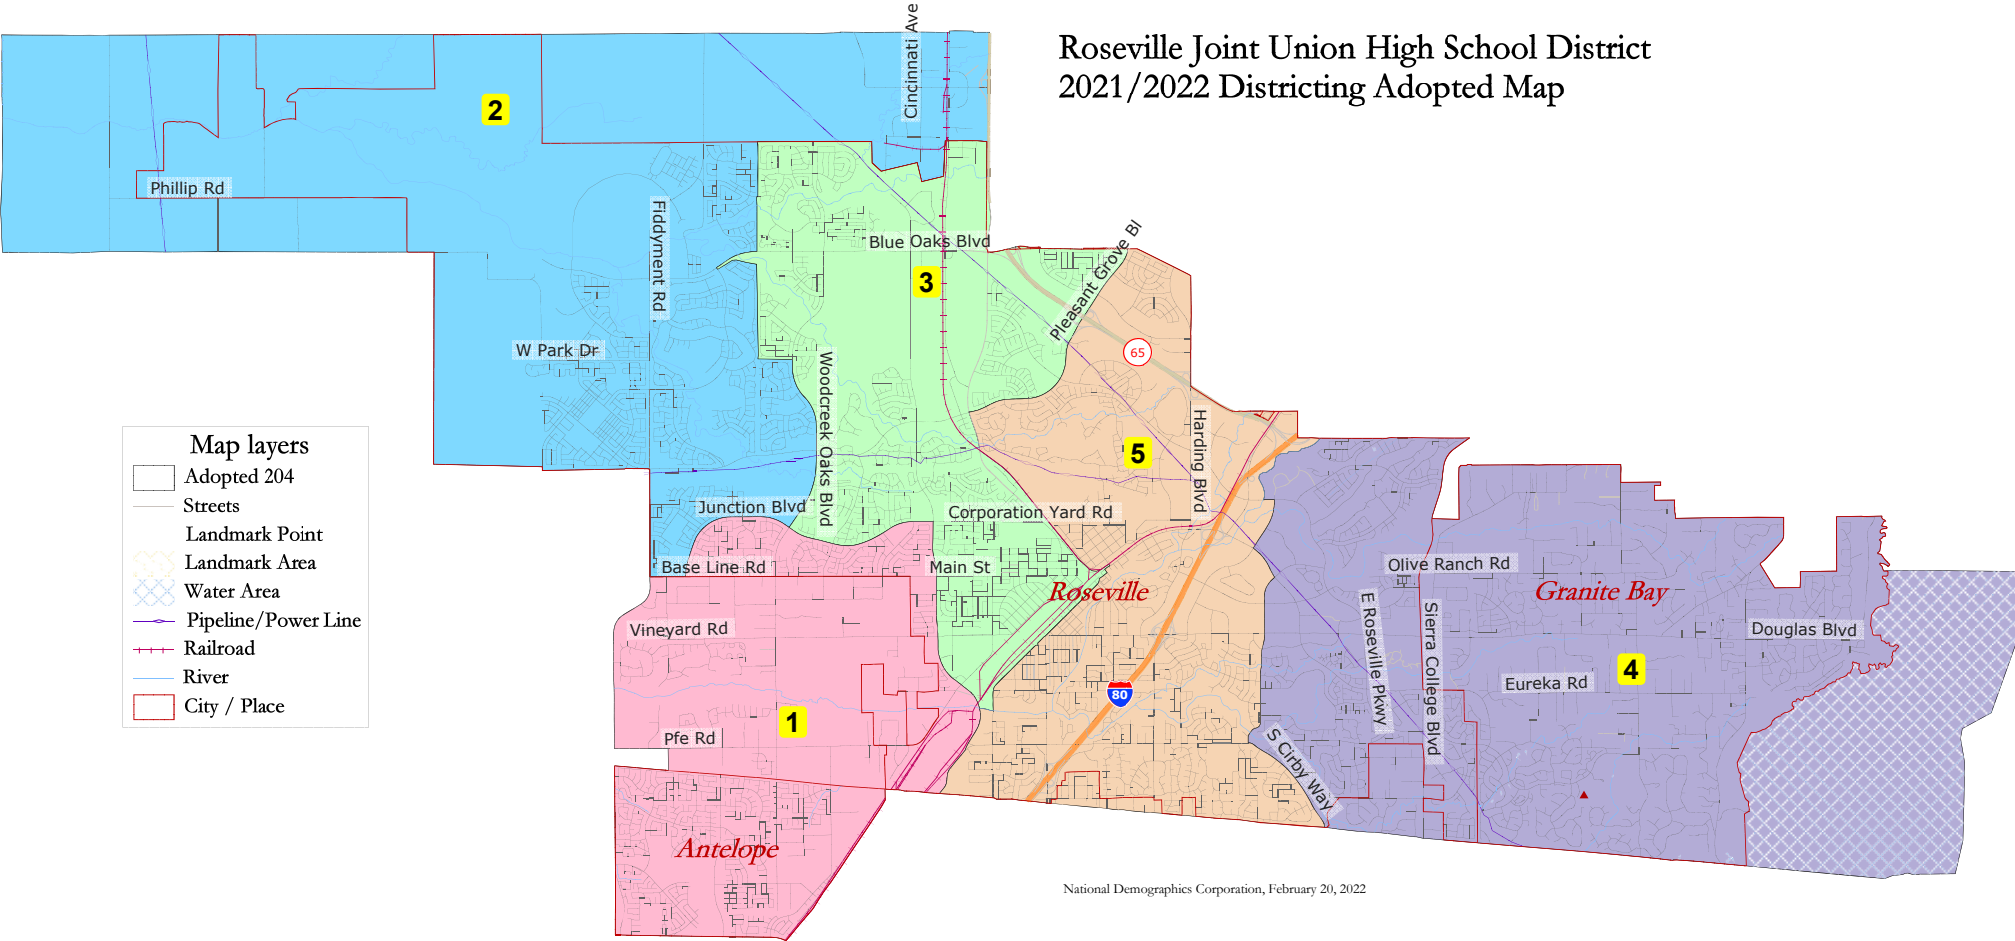 Roseville Joint Union High School District
2021/2022 Districting Adopted Map
Cincinnati Ave
2
Phillip Rd
Fiddyment Rd
Blue Oaks Blvd
3
Pleasant Grove Bl
W Park Dr
65
Woodcreek Oaks Blvd
Harding Blvd
5
Junction Blvd
Corporation Yard Rd
Base Line Rd
Main St
Roseville
Olive Ranch Rd
Granite Bay
E Roseville Pkwy
Sierra College Blvd
Vineyard Rd
Douglas Blvd
4
Eureka Rd
80
1
Pfe Rd
S Cirby Way
Antelope
Map layers
Adopted 204
Streets
Landmark Point
Landmark Area
Water Area
Pipeline/Power Line
Railroad
River
City / Place
National Demographics Corporation, February 20, 2022